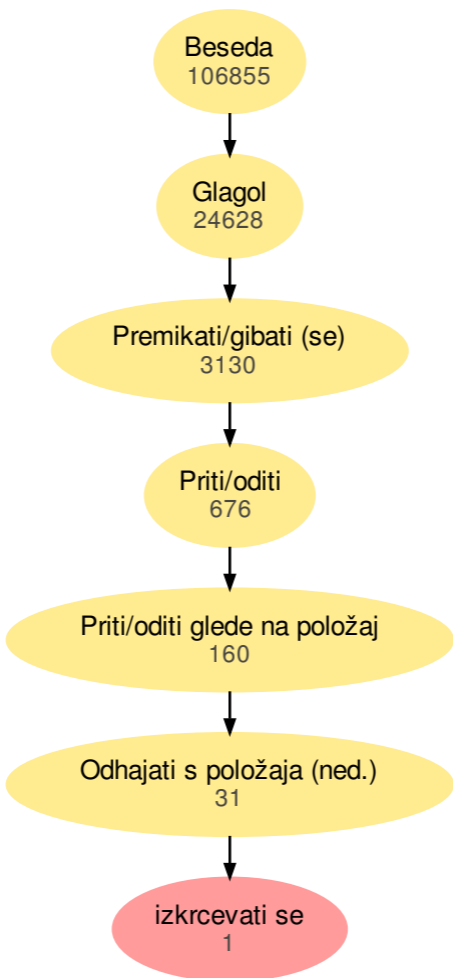 Beseda
106855
Glagol
24628
Premikati/gibati (se)
3130
Priti/oditi
676
Priti/oditi glede na položaj
160
Odhajati s položaja (ned.)
31
izkrcevati se
1